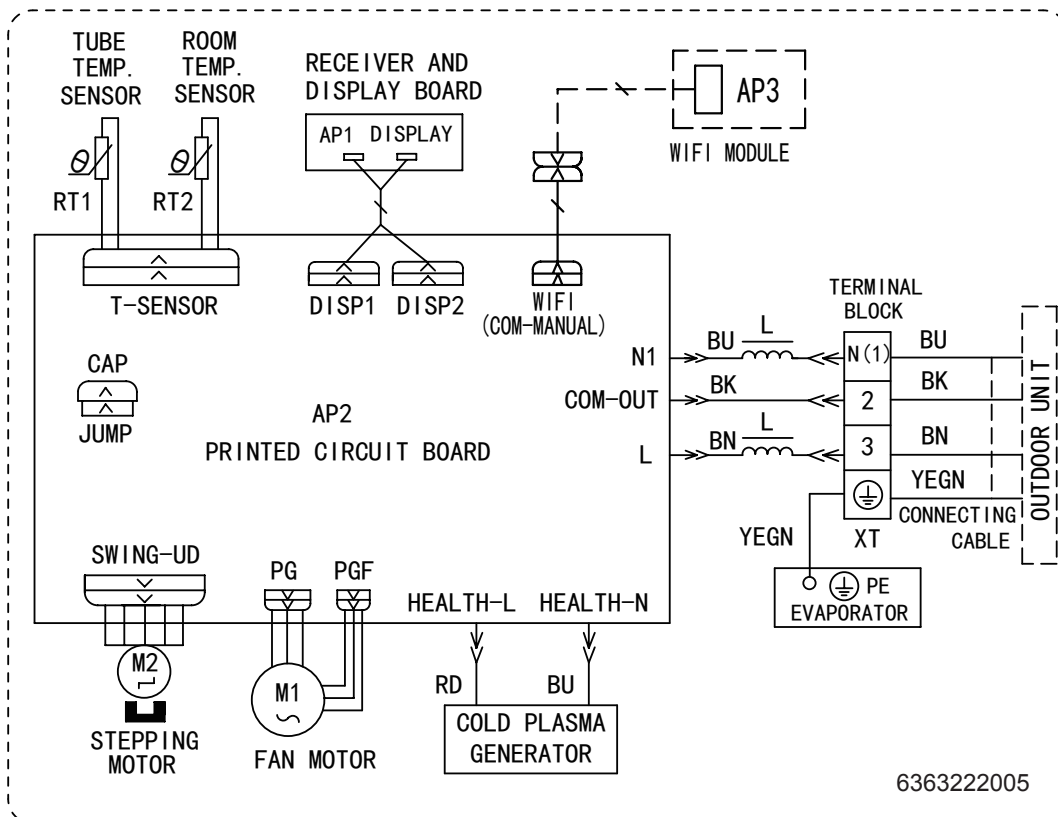 TUBE
TEMP.
SENSOR
ROOM
TEMP.
SENSOR
RECEIVER AND
DISPLAY BOARD
AP1 DISPLAY
AP3
WIFI MODULE
θ
RT1
θ
RT2
T-SENSOR
DISP1
DISP2
WIFI
(COM-MANUAL)
TERMINAL
BLOCK
CAP
JUMP
AP2
PRINTED CIRCUIT BOARD
N1
BU
L
N(1)
BU
COM-OUT
BK
2
BK
L
BN
L
3
BN
YEGN
XT
CONNECTING
CABLE
OUTDOOR UNIT
YEGN
PE
EVAPORATOR
SWING-UD
PG
PGF
HEALTH-L
HEALTH-N
M2
STEPPING
MOTOR
M1
FAN MOTOR
RD
BU
COLD PLASMA
GENERATOR
6363222005